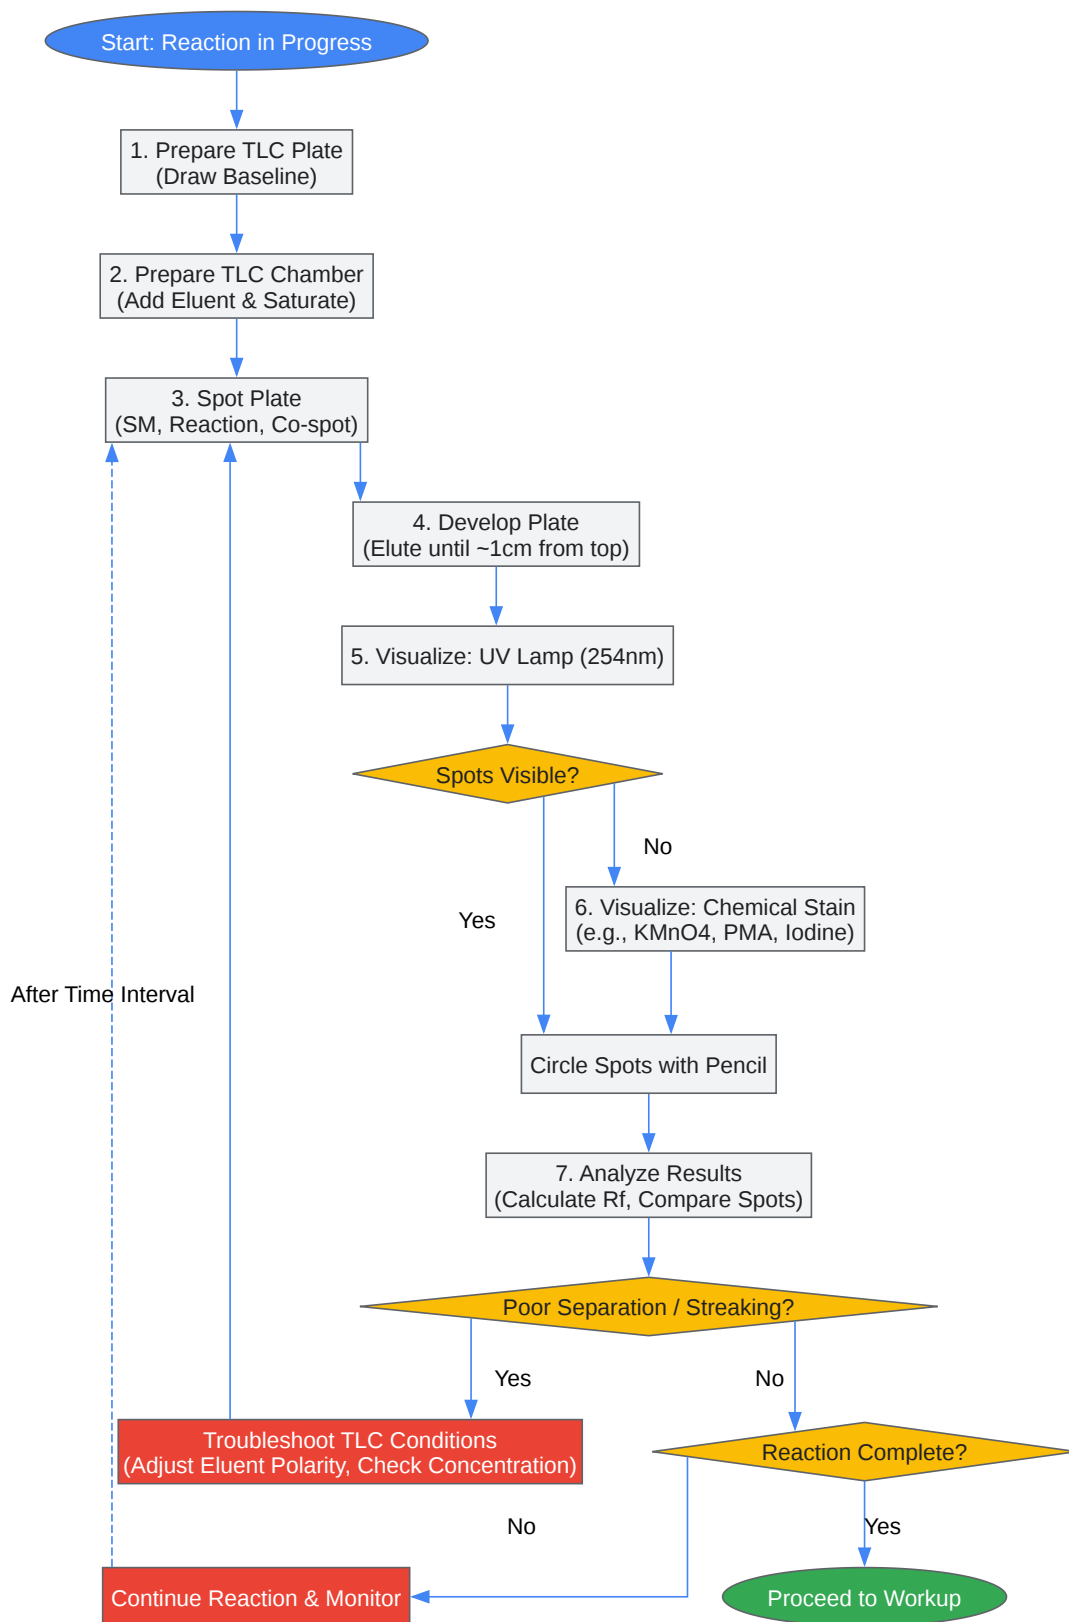 Start: Reaction in Progress
1. Prepare TLC Plate
(Draw Baseline)
2. Prepare TLC Chamber
(Add Eluent & Saturate)
3. Spot Plate
(SM, Reaction, Co-spot)
4. Develop Plate
(Elute until ~1cm from top)
5. Visualize: UV Lamp (254nm)
Spots Visible?
No
Yes
6. Visualize: Chemical Stain
(e.g., KMnO4, PMA, Iodine)
After Time Interval
Circle Spots with Pencil
7. Analyze Results
(Calculate Rf, Compare Spots)
Poor Separation / Streaking?
Yes
No
Troubleshoot TLC Conditions
(Adjust Eluent Polarity, Check Concentration)
Reaction Complete?
No
Yes
Continue Reaction & Monitor
Proceed to Workup